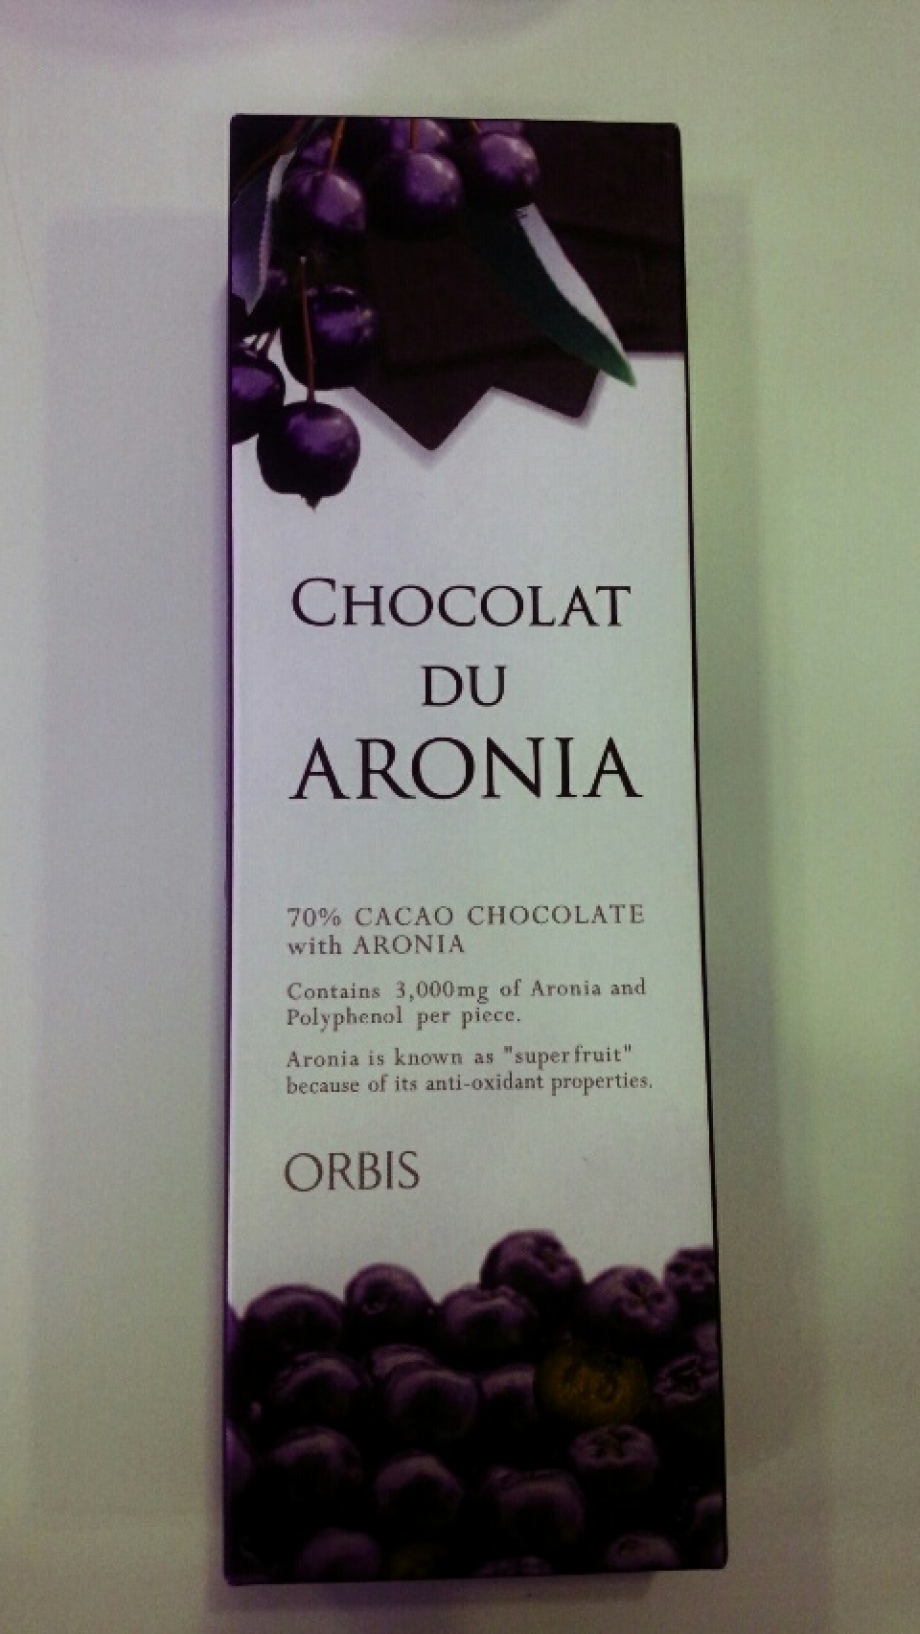 CHOCOLAT
DU
ARONIA
70% CACAO CHOCOLATE
with ARONIA
Contains 3,000mg of Aronia and
Polyphenol per piece.
Aronia is known as "superfruit"
because of its anti-oxidant properties.
ORBIS